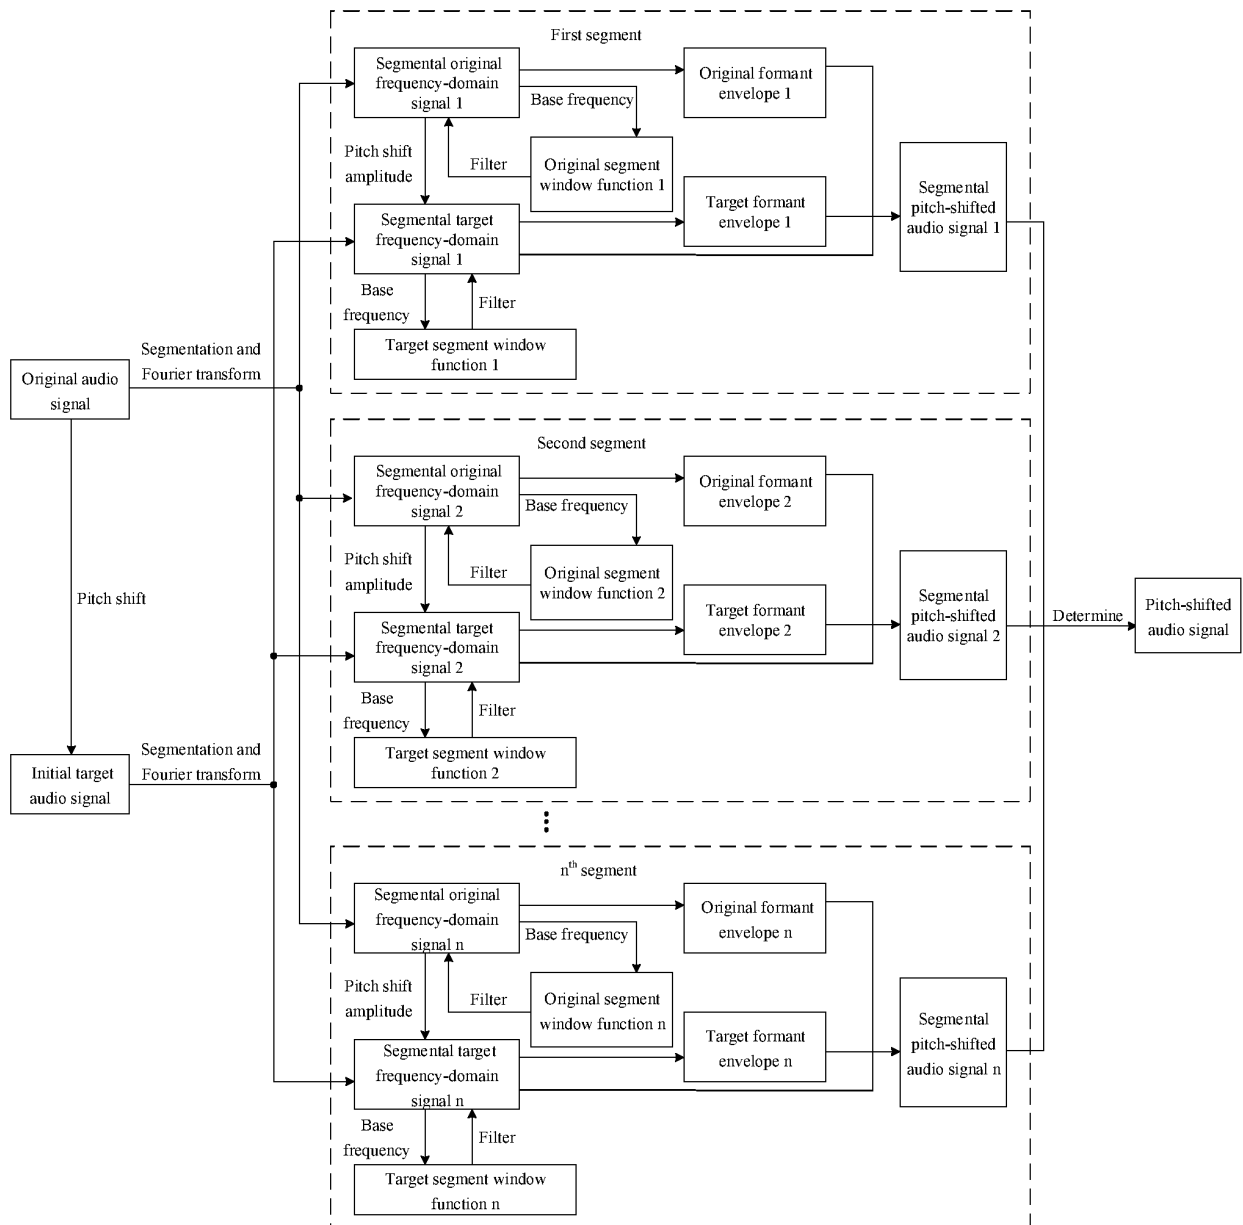 First segment
Segmental original
frequency-domain
signal 1
Original formant
envelope 1
Base frequency
Pitch shift
amplitude
Filter
Original segment
window function 1
Segmental target
frequency-domain
signal 1
Target formant
envelope 1
Segmental
pitch-shifted
audio signal 1
Base
frequency
Filter
Target segment window
function 1
Original audio
signal
Segmentation and
Fourier transform
Pitch shift
Initial target
audio signal
Segmentation and
Fourier transform
Second segment
Segmental original
frequency-domain
signal 2
Original formant
envelope 2
Base frequency
Pitch shift
amplitude
Filter
Original segment
window function 2
Segmental target
frequency-domain
signal 2
Target formant
envelope 2
Segmental
pitch-shifted
audio signal 2
Base
frequency
Filter
Target segment window
function 2
Determine
Pitch-shifted
audio signal
nth segment
Segmental original
frequency-domain
signal n
Original formant
envelope n
Base frequency
Pitch shift
amplitude
Filter
Original segment
window function n
Segmental target
frequency-domain
signal n
Target formant
envelope n
Segmental
pitch-shifted
audio signal n
Base
frequency
Filter
Target segment window
function n